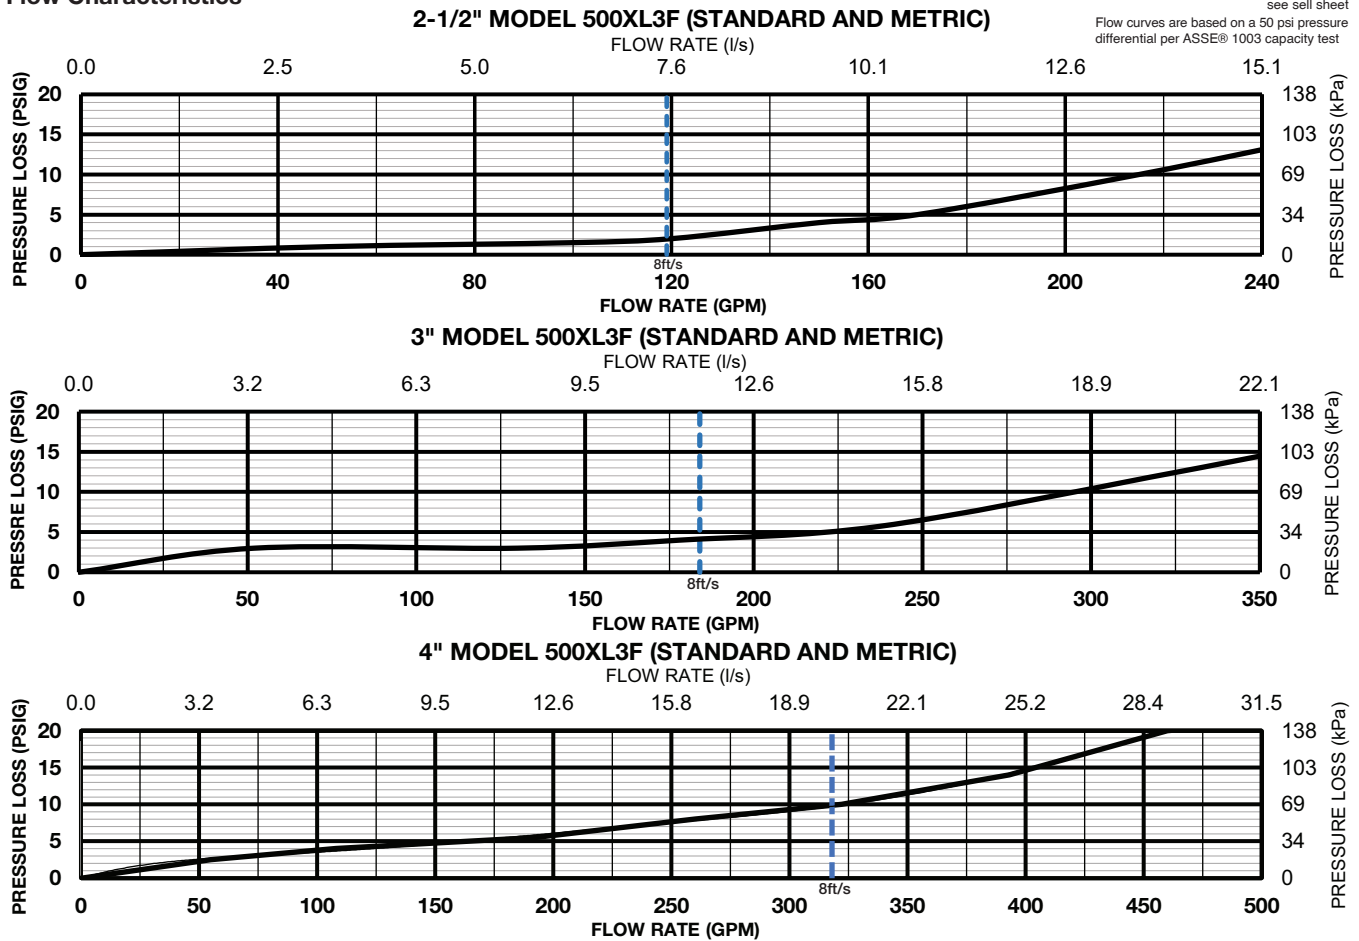 Flow Characteristics
see sell sheet
Flow curves are based on a 50 psi pressure
differential per ASSE® 1003 capacity test
2-1/2" MODEL 500XL3F (STANDARD AND METRIC)
FLOW RATE (l/s)
0.0 2.5 5.0 7.6 10.1 12.6 15.1
PRESSURE LOSS (PSIG)
20 138
15 103
10 69
5 34
0 0
PRESSURE LOSS (kPa)
8ft/s
0 40 80 120 160 200 240
FLOW RATE (GPM)
3" MODEL 500XL3F (STANDARD AND METRIC)
FLOW RATE (l/s)
0.0 3.2 6.3 9.5 12.6 15.8 18.9 22.1
PRESSRE LOSS (PSIG)
20 138
15 103
10 69
5 34
0 0
PRESSURE LOSS (kPa)
8ft/s
0 50 100 150 200 250 300 350
FLOW RATE (GPM)
4" MODEL 500XL3F (STANDARD AND METRIC)
FLOW RATE (l/s)
0.0 3.2 6.3 9.5 12.6 15.8 18.9 22.1 25.2 28.4 31.5
PRESSURE LOSS (PSIG)
20 138
15 103
10 69
5 34
0 0
PRESSURE LOSS (kPa)
8ft/s
0 50 100 150 200 250 300 350 400 450 500
FLOW RATE (GPM)